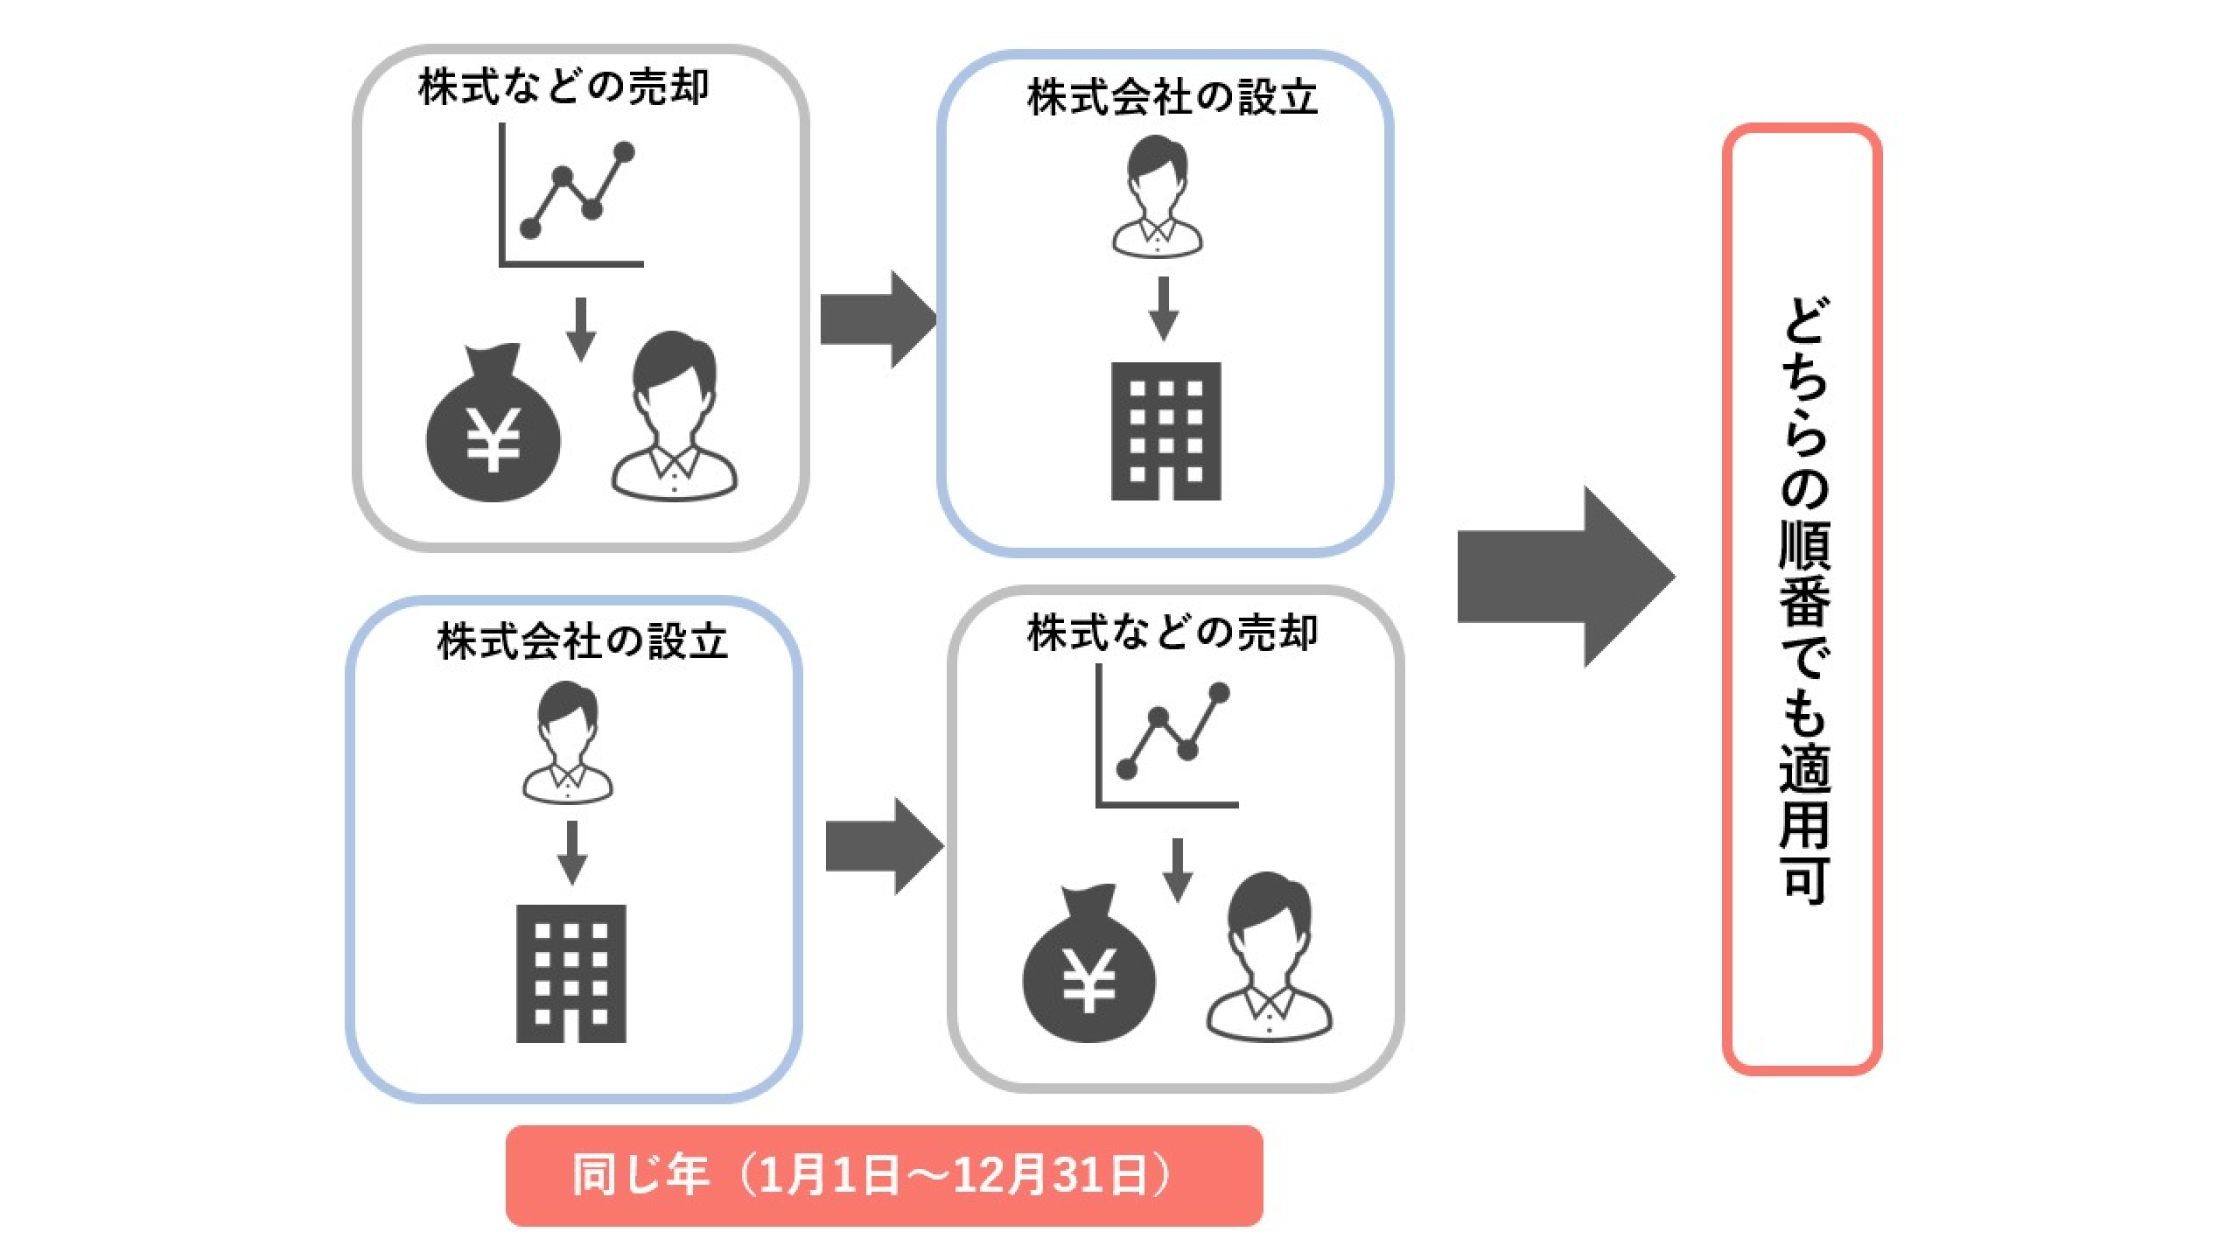 株式などの売却
株式会社の設立
¥
株式会社の設立
株式などの売却
¥
同じ年（1月1日～12月31日）
どちらの順番でも適用可